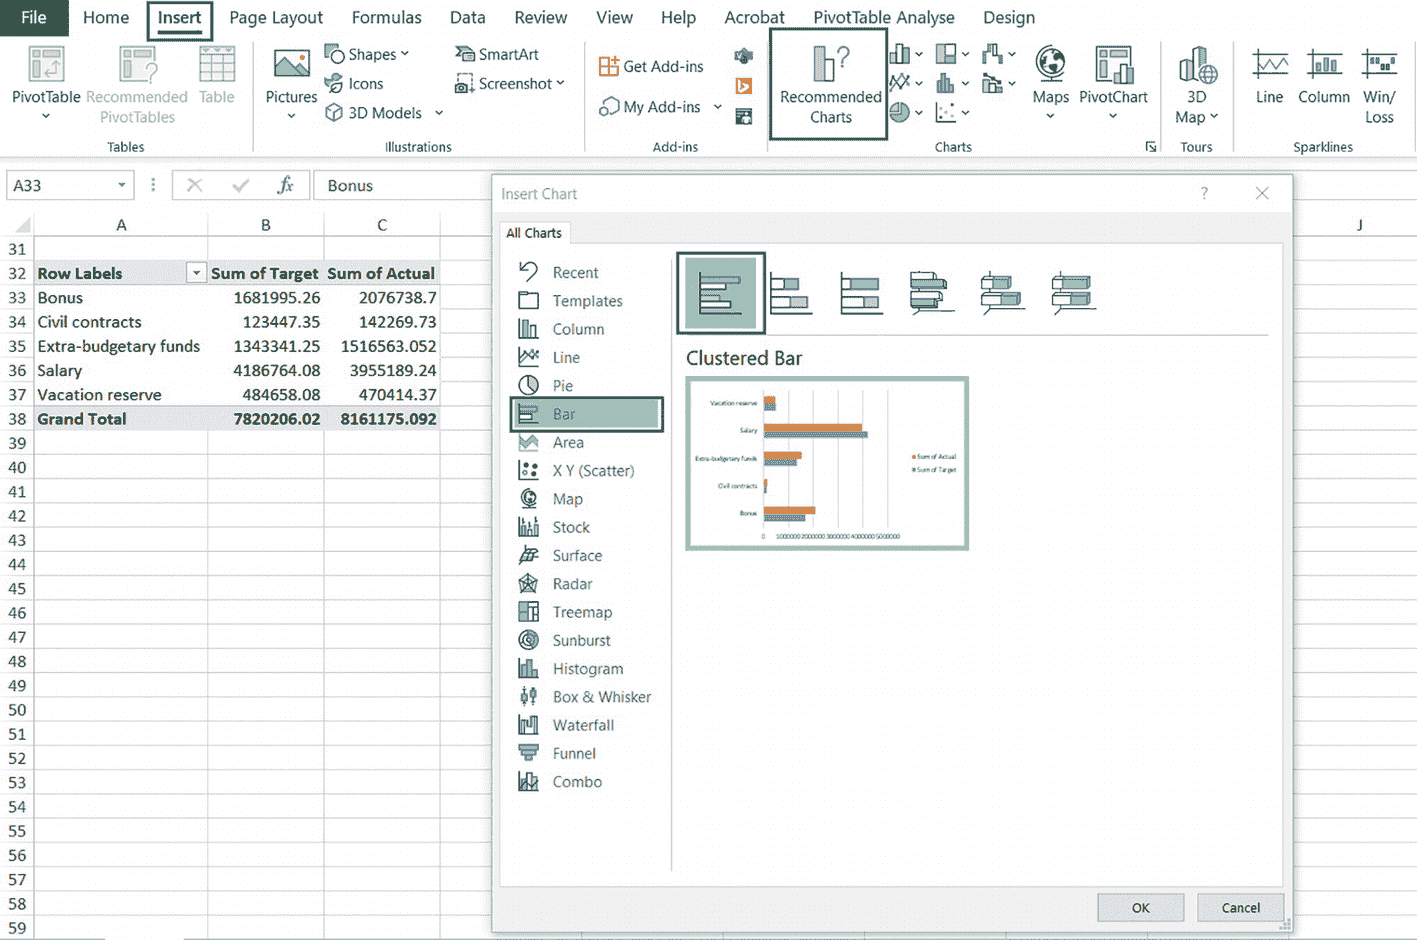 File Home Insert Page Layout Formulas Data Review View Help Acrobat PivotTable Analyse Design
PivotTable Recommended PivotTables Table
Tables
Pictures Shapes Icons 3D Models SmartArt Screenshot
Illustrations
Get Add-ins
My Add-ins
Add-ins
Recommended Charts
? 
Maps PivotChart
Charts
3D Map
Tours
Line Column Win/Loss
Sparklines
A33 fx Bonus
A B C J
31
32 Row Labels Sum of Target Sum of Actual
33 Bonus 1681995.26 2076738.7
34 Civil contracts 123447.35 142269.73
35 Extra-budgetary funds 1343341.25 1516563.052
36 Salary 4186764.08 3955189.24
37 Vacation reserve 484658.08 470414.37
38 Grand Total 7820206.02 8161175.092
39
40
41
42
43
44
45
46
47
48
49
50
51
52
53
54
55
56
57
58
59
Insert Chart ?
All Charts
Recent
Templates
Column
Line
Pie
Bar
Area
X Y (Scatter)
Map
Stock
Surface
Radar
Treemap
Sunburst
Histogram
Box & Whisker
Waterfall
Funnel
Combo
Clustered Bar
Vacation reserve
Salary
Extra-budgetary funds
Civil contracts
Bonus
Sum of Actual
Sum of Target
0 1000000 2000000 3000000 4000000 5000000
OK Cancel